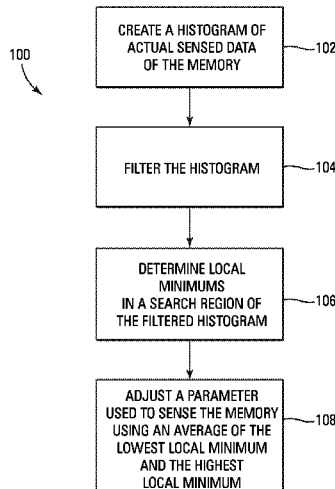 100
CREATE A HISTOGRAM OF
ACTUAL SENSED DATA
OF THE MEMORY
102
FILTER THE HISTOGRAM
104
DETERMINE LOCAL
MINIMUMS
IN A SEARCH REGION OF
THE FILTERED HISTOGRAM
106
ADJUST A PARAMETER
USED TO SENSE THE MEMORY
USING AN AVERAGE OF THE
LOWEST LOCAL MINIMUM
AND THE HIGHEST
LOCAL MINIMUM
108